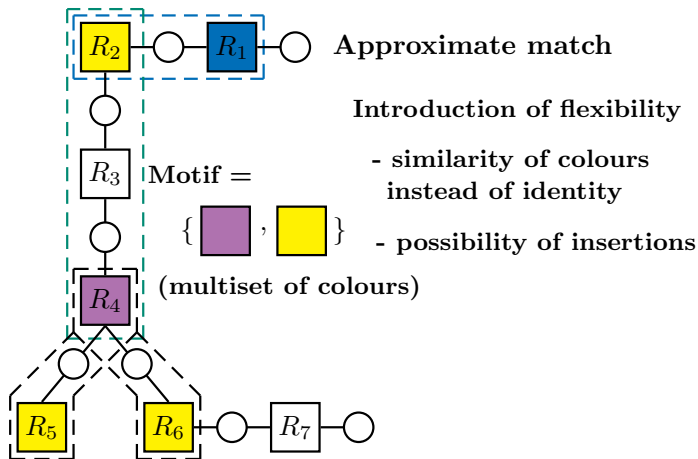 R2 R1 Approximate match
Introduction of flexibility
R3 - similarity of colours
Motif = instead of identity
{ , } - possibility of insertions
R4 (multiset of colours)
R5 R6 R7